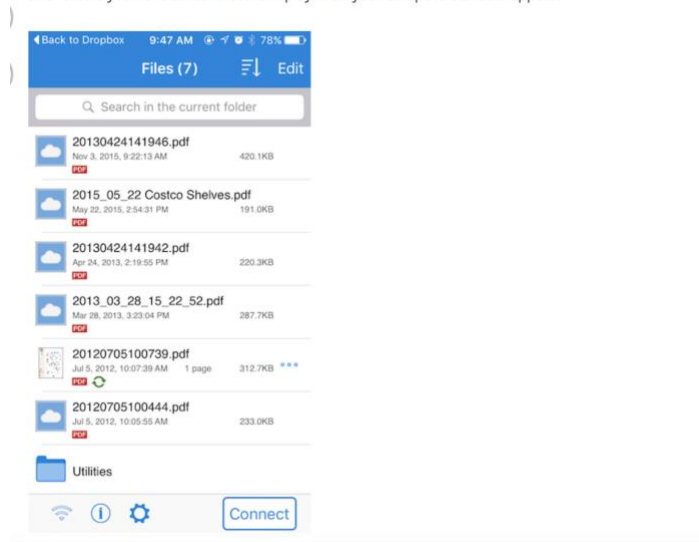 Back to Dropbox 9:47 AM 78%
Files (7) Edit
Search in the current folder
20130424141946.pdf
Nov 3, 2015, 9:22:13 AM 420.1KB
PDF
2015_05_22 Costco Shelves.pdf
May 22, 2015, 2:54:31 PM 191.0KB
PDF
20130424141942.pdf
Apr 24, 2013, 2:19:55 PM 220.3KB
PDF
2013_03_28_15_22_52.pdf
Mar 28, 2013, 3:23:04 PM 287.7KB
PDF
20120705100739.pdf
Jul 5, 2012, 10:07:39 AM 1 page 312.7KB
PDF
20120705100444.pdf
Jul 5, 2012, 10:05:55 AM 233.0KB
PDF
Utilities
Connect